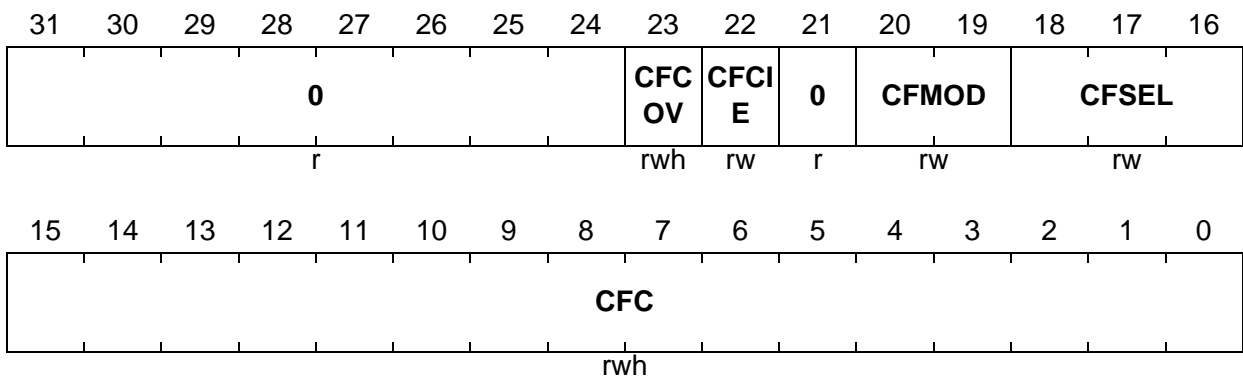 31 30 29 28 27 26 25 24 23 22 21 20 19 18 17 16
0 CFC OV CFCI E 0 CFMOD CFSEL
r rwh rw r rw rw
15 14 13 12 11 10 9 8 7 6 5 4 3 2 1 0
CFC
rwh